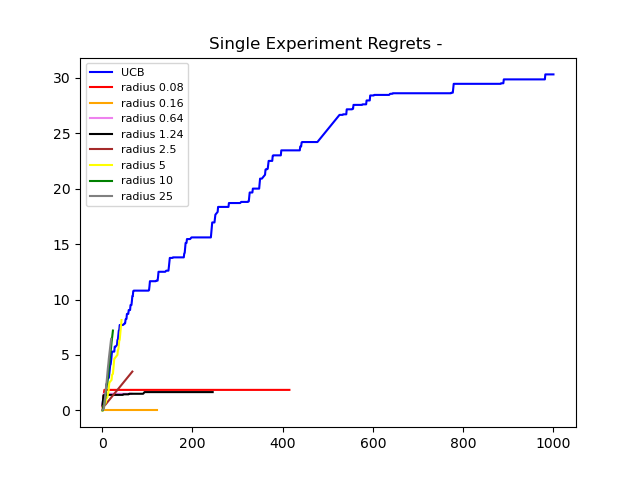 Single Experiment Regrets -
UCB
radius 0.08
radius 0.16
radius 0.64
radius 1.24
radius 2.5
radius 5
radius 10
radius 25
30
25
20
15
10
5
0
0 200 400 600 800 1000